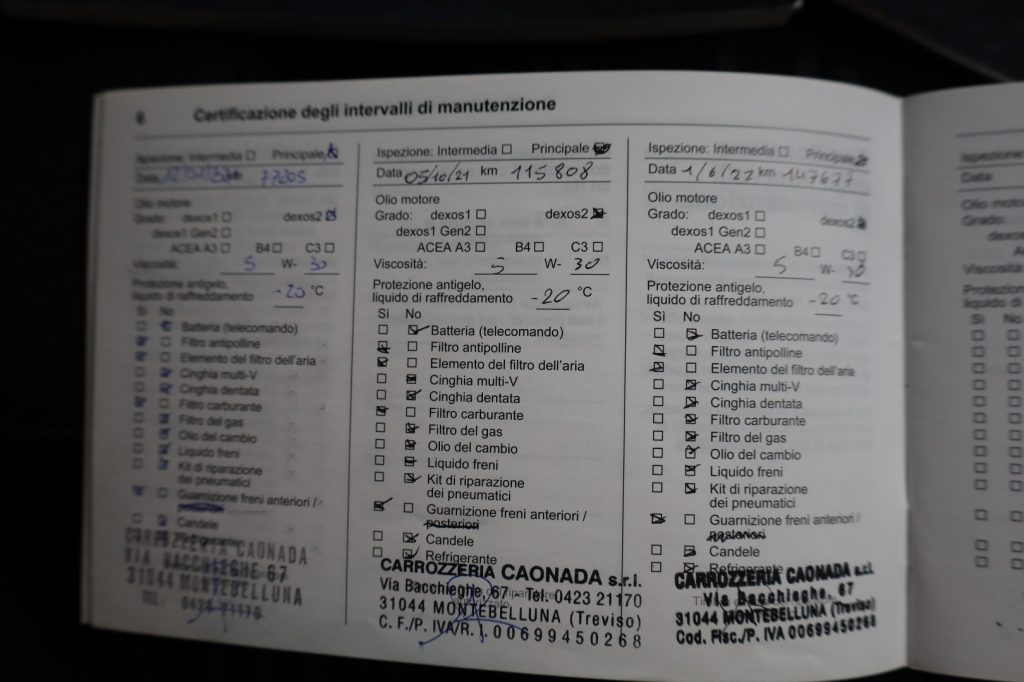 6 Certificazione degli intervalli di manutenzione
Ispezione: Intermedia ☐ Principale ☒
Data km 77205
Olio motore
Grado: dexos1 ☐ dexos2 ☒
dexos1 Gen2 ☐
ACEA A3 ☐ B4 ☐ C3 ☐
Viscosità: 5 W- 30
Protezione antigelo,
liquido di raffreddamento -20 °C
Sì No
☐ ☒ Batteria (telecomando)
☒ ☐ Filtro antipolline
☒ ☐ Elemento del filtro dell'aria
☐ ☒ Cinghia multi-V
☐ ☒ Cinghia dentata
☒ ☐ Filtro carburante
☐ ☒ Filtro del gas
☐ ☒ Olio del cambio
☐ ☒ Liquido freni
☐ ☒ Kit di riparazione
dei pneumatici
☒ ☐ Guarnizione freni anteriori /
☐ ☒ Candele
Refrigerante
CARROZZERIA CAONADA
VIA BACCHIEGHE 67
31044 MONTEBELLUNA
TEL. 0423 21170
Ispezione: Intermedia ☐ Principale ☒
Data 05/10/21 km 115808
Olio motore
Grado: dexos1 ☐ dexos2 ☒
dexos1 Gen2 ☐
ACEA A3 ☐ B4 ☐ C3 ☐
Viscosità: 5 W- 30
Protezione antigelo,
liquido di raffreddamento -20 °C
Sì No
☐ ☒ Batteria (telecomando)
☒ ☐ Filtro antipolline
☒ ☐ Elemento del filtro dell'aria
☐ ☒ Cinghia multi-V
☐ ☒ Cinghia dentata
☒ ☐ Filtro carburante
☐ ☒ Filtro del gas
☐ ☒ Olio del cambio
☐ ☒ Liquido freni
☐ ☒ Kit di riparazione
dei pneumatici
☒ ☐ Guarnizione freni anteriori /
posteriori
☐ ☒ Candele
☐ ☒ Refrigerante
CARROZZERIA CAONADA s.r.l.
Via Bacchieghe, 67 - Tel. 0423 21170
31044 MONTEBELLUNA (Treviso)
C. F./P. IVA/R. I. 00699450268
Ispezione: Intermedia ☐ Principale ☒
Data 1/6/22 km 147677
Olio motore
Grado: dexos1 ☐ dexos2 ☒
dexos1 Gen2 ☐
ACEA A3 ☐ B4 ☐ C3 ☐
Viscosità: 5 W- 30
Protezione antigelo,
liquido di raffreddamento -20 °C
Sì No
☐ ☒ Batteria (telecomando)
☒ ☐ Filtro antipolline
☒ ☐ Elemento del filtro dell'aria
☐ ☒ Cinghia multi-V
☐ ☒ Cinghia dentata
☐ ☒ Filtro carburante
☐ ☒ Filtro del gas
☐ ☒ Olio del cambio
☐ ☒ Liquido freni
☐ ☒ Kit di riparazione
dei pneumatici
☒ ☐ Guarnizione freni anteriori /
posteriori
☐ ☒ Candele
☐ Refrigerante
CARROZZERIA CAONADA s.r.l.
Via Bacchieghe, 67
31044 MONTEBELLUNA (Treviso)
Cod. Fisc./P. IVA 00699450268
Data
Olio
Grado:
Viscosità
Sì No